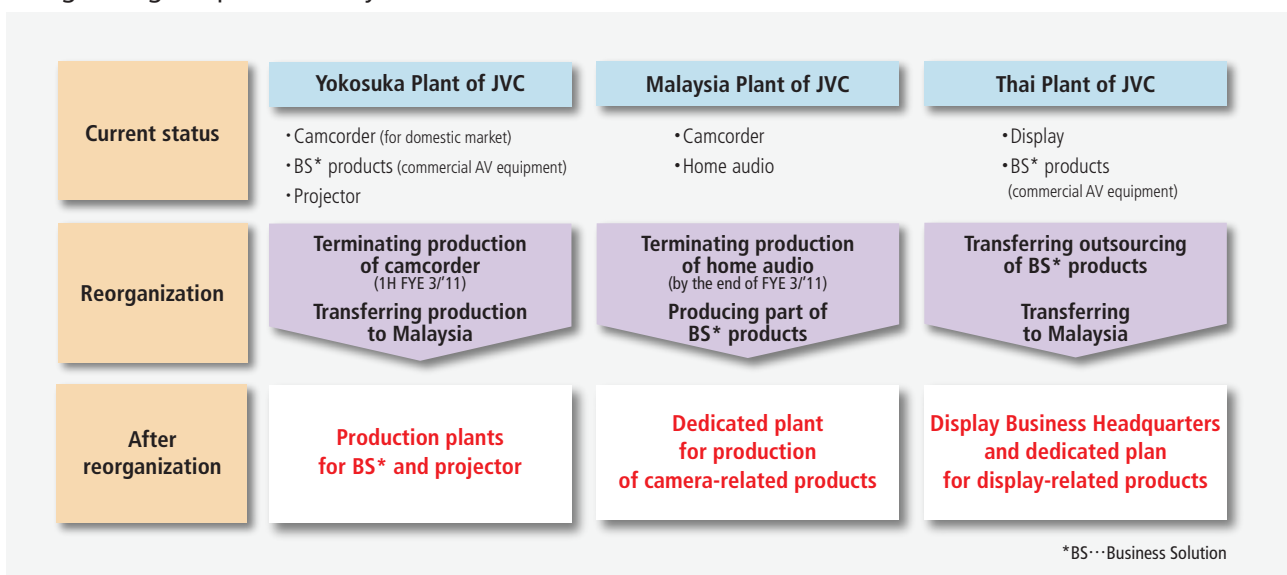 Yokosuka Plant of JVC
Malaysia Plant of JVC
Thai Plant of JVC
Current status
・Camcorder (for domestic market)
・BS* products (commercial AV equipment)
・Projector
・Camcorder
・Home audio
・Display
・BS* products
(commercial AV equipment)
Reorganization
Terminating production
of camcorder
(1H FYE 3/'11)
Transferring production
to Malaysia
Terminating production
of home audio
(by the end of FYE 3/'11)
Producing part of
BS* products
Transferring outsourcing
of BS* products
Transferring
to Malaysia
After
reorganization
Production plants
for BS* and projector
Dedicated plant
for production
of camera-related products
Display Business Headquarters
and dedicated plan
for display-related products
*BS…Business Solution